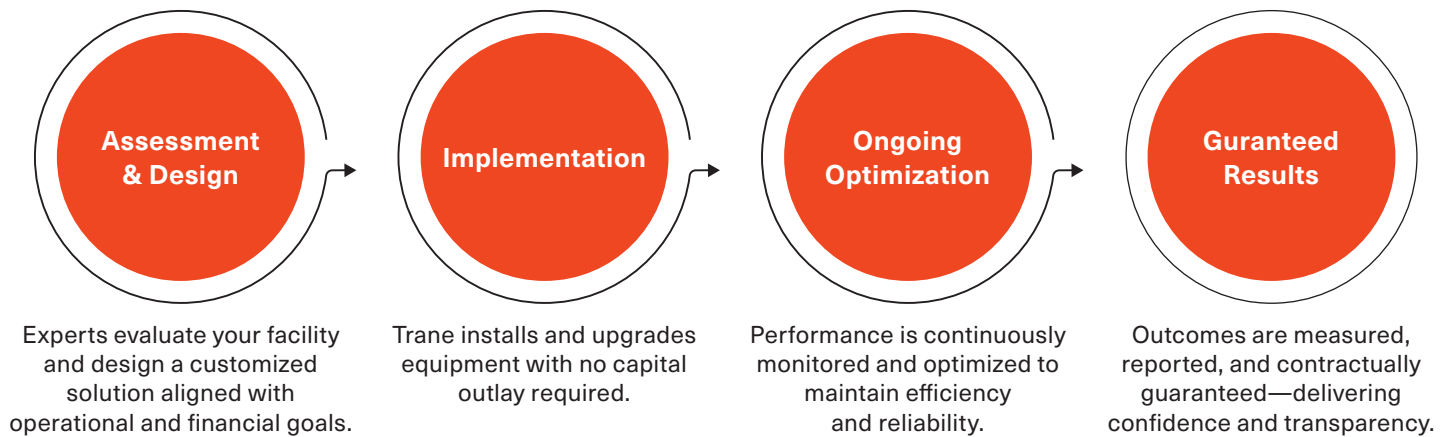 Assessment
& Design
Experts evaluate your facility
and design a customized
solution aligned with
operational and financial goals.
Implementation
Trane installs and upgrades
equipment with no capital
outlay required.
Ongoing
Optimization
Performance is continuously
monitored and optimized to
maintain efficiency
and reliability.
Guranteed
Results
Outcomes are measured,
reported, and contractually
guaranteed—delivering
confidence and transparency.